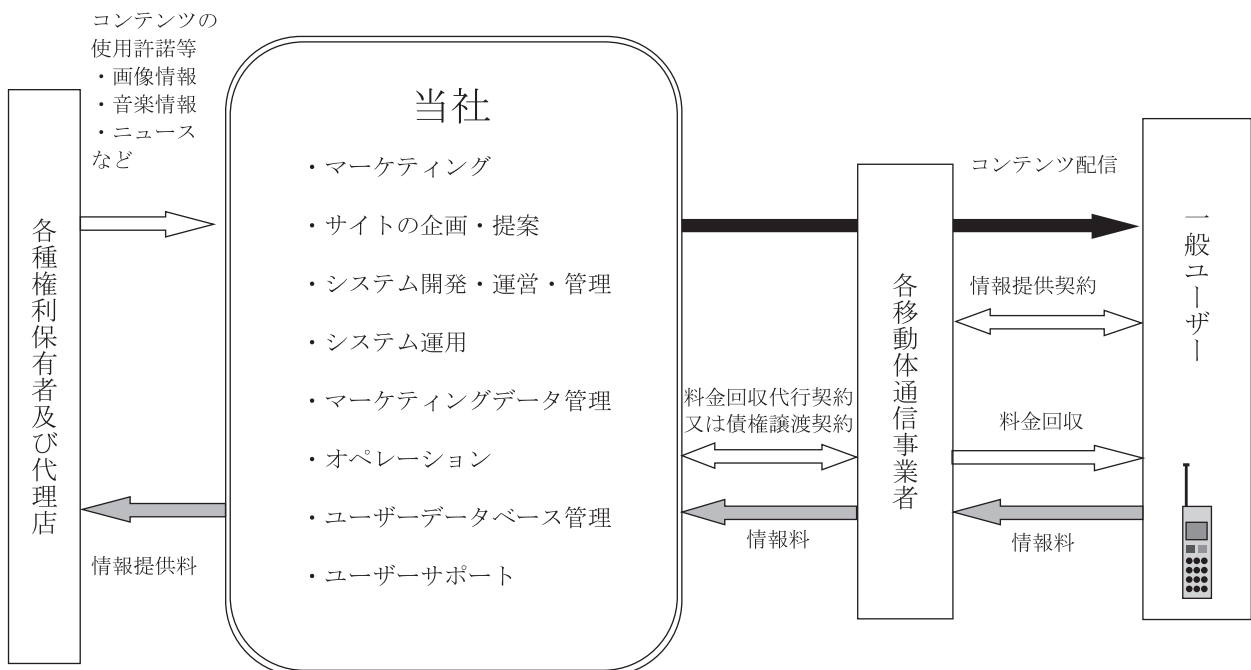 コンテンツの
使用許諾等
・画像情報
・音楽情報
・ニュース
など
各種権利保有者及び代理店
情報提供料
当社
・マーケティング
・サイトの企画・提案
・システム開発・運営・管理
・システム運用
・マーケティングデータ管理
・オペレーション
・ユーザーデータベース管理
・ユーザーサポート
料金回収代行契約
又は債権譲渡契約
情報料
各移動体通信事業者
コンテンツ配信
情報提供契約
料金回収
情報料
一般ユーザー